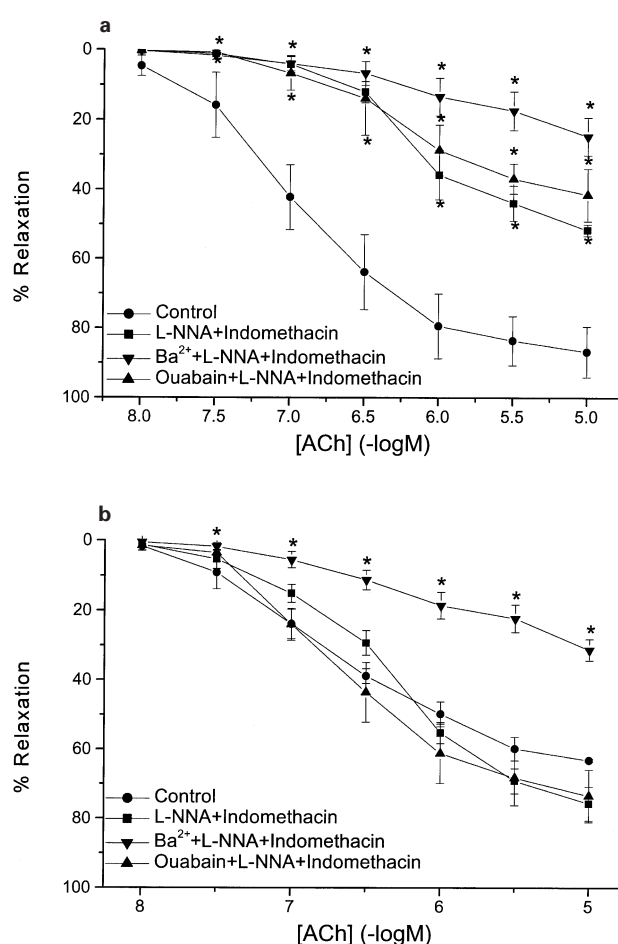 a
0
20
40
60
80
100
% Relaxation
* * * * * * *
* * * * * *
* * * *
Control
L-NNA+Indomethacin
Ba2++L-NNA+Indomethacin
Ouabain+L-NNA+Indomethacin
8.0 7.5 7.0 6.5 6.0 5.5 5.0
[ACh] (-logM)
b
0
20
40
60
80
100
% Relaxation
* * * * * * *
Control
L-NNA+Indomethacin
Ba2++L-NNA+Indomethacin
Ouabain+L-NNA+Indomethacin
8 7 6 5
[ACh] (-logM)